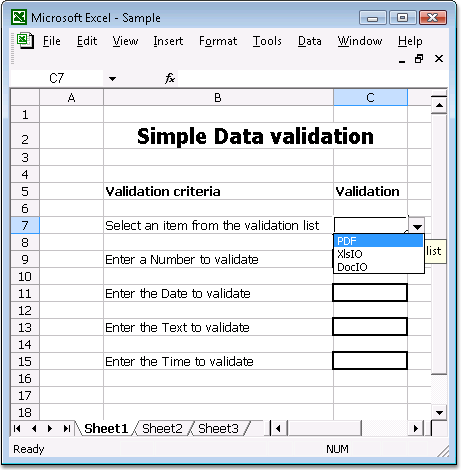 Microsoft Excel - Sample
File Edit View Insert Format Tools Data Window Help
C7 fx
A B C
1
2 Simple Data validation
3
4
5 Validation criteria Validation
6
7 Select an item from the validation list
8 PDF
9 Enter a Number to validate XlsIO list
10 DocIO
11 Enter the Date to validate
12
13 Enter the Text to validate
14
15 Enter the Time to validate
16
17
18
Sheet1 Sheet2 Sheet3
Ready NUM